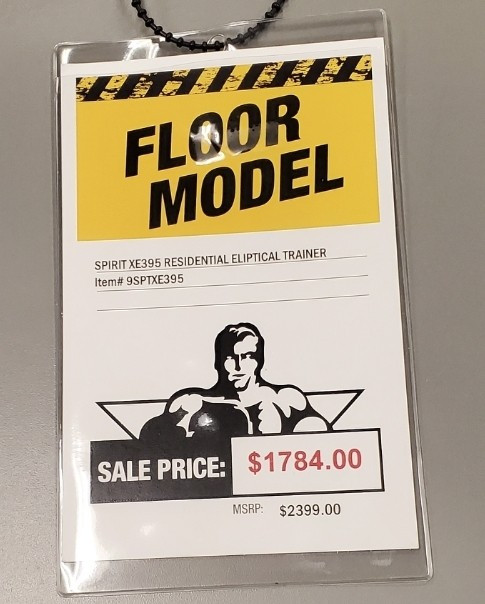 FLOOR
MODEL
SPIRIT XE395 RESIDENTIAL ELIPTICAL TRAINER
Item# 9SPTXE395
SALE PRICE: $1784.00
MSRP: $2399.00